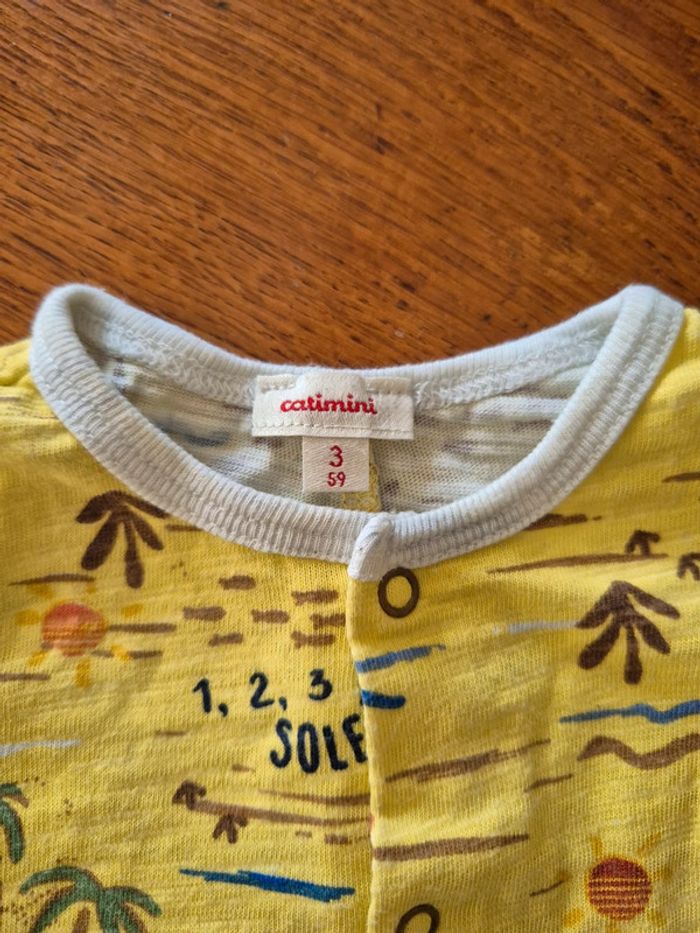 catimini
3
59
1, 2, 3
SOLE